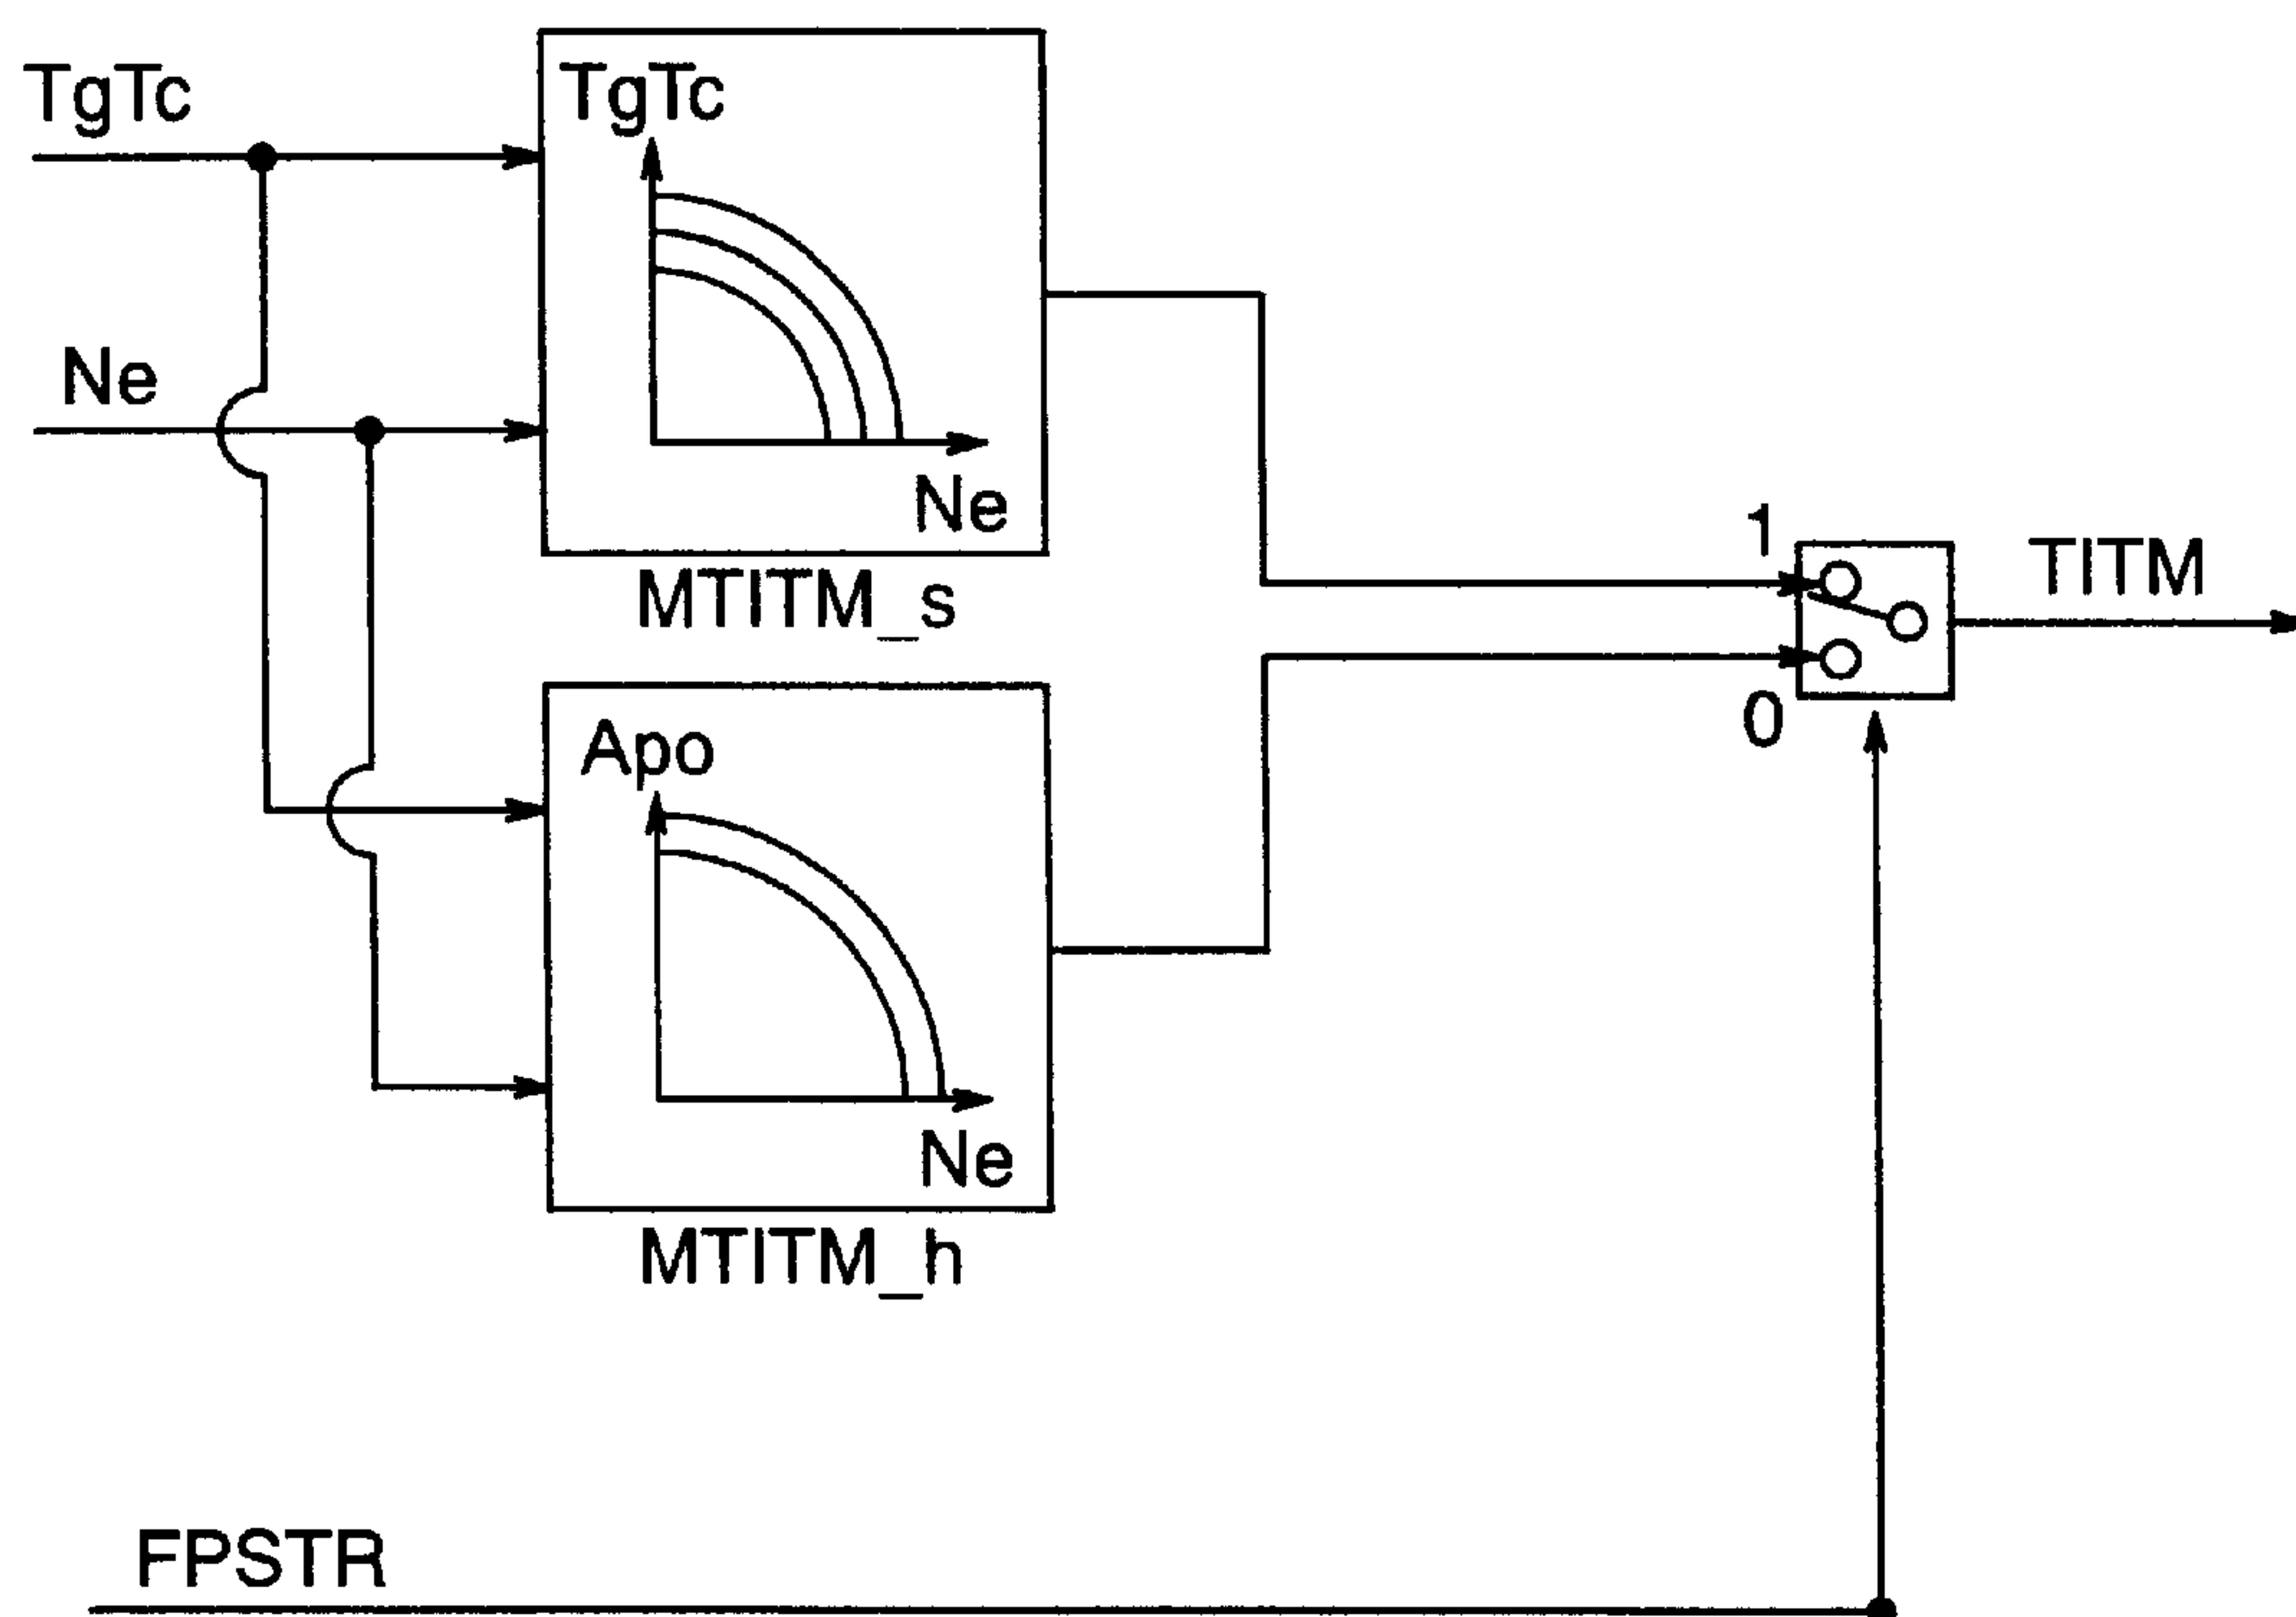 TgTc
TgTc
Ne
Ne
MTITM_s
1
TITM
0
Apo
Ne
MTITM_h
FPSTR